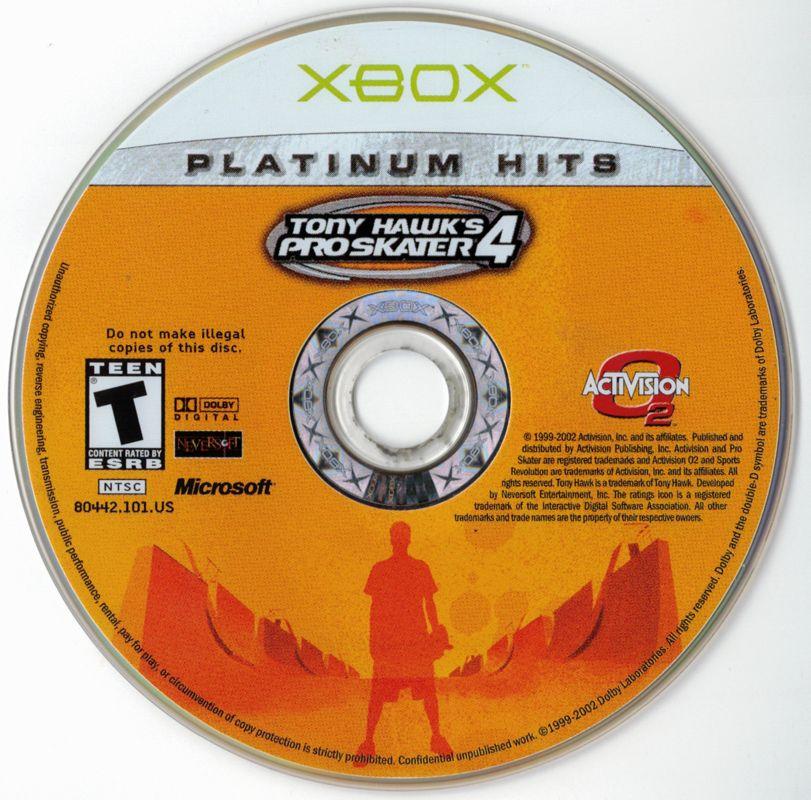 XBOX™
PLATINUM HITS
TONY HAWK'S
PRO SKATER 4
XBOX
Do not make illegal
copies of this disc.
TEEN
T
®
CONTENT RATED BY
ESRB
DOLBY
DIGITAL
NEVERSOFT
NTSC
Microsoft®
80442.101.US
ACTIVISION
O2
© 1999-2002 Activision, Inc. and its affiliates. Published and
distributed by Activision Publishing, Inc. Activision and Pro
Skater are registered trademarks and Activision O2 and Sports
Revolution are trademarks of Activision, Inc. and its affiliates. All
rights reserved. Tony Hawk is a trademark of Tony Hawk. Developed
by Neversoft Entertainment, Inc. The ratings icon is a registered
trademark of the Interactive Digital Software Association. All other
trademarks and trade names are the property of their respective owners.
Unauthorized copying, reverse engineering, transmission, public performance, rental, pay for play, or circumvention of copy protection is strictly prohibited. Confidential unpublished work. ©1999-2002 Dolby Laboratories. All rights reserved. Dolby and the double-D symbol are trademarks of Dolby Laboratories.